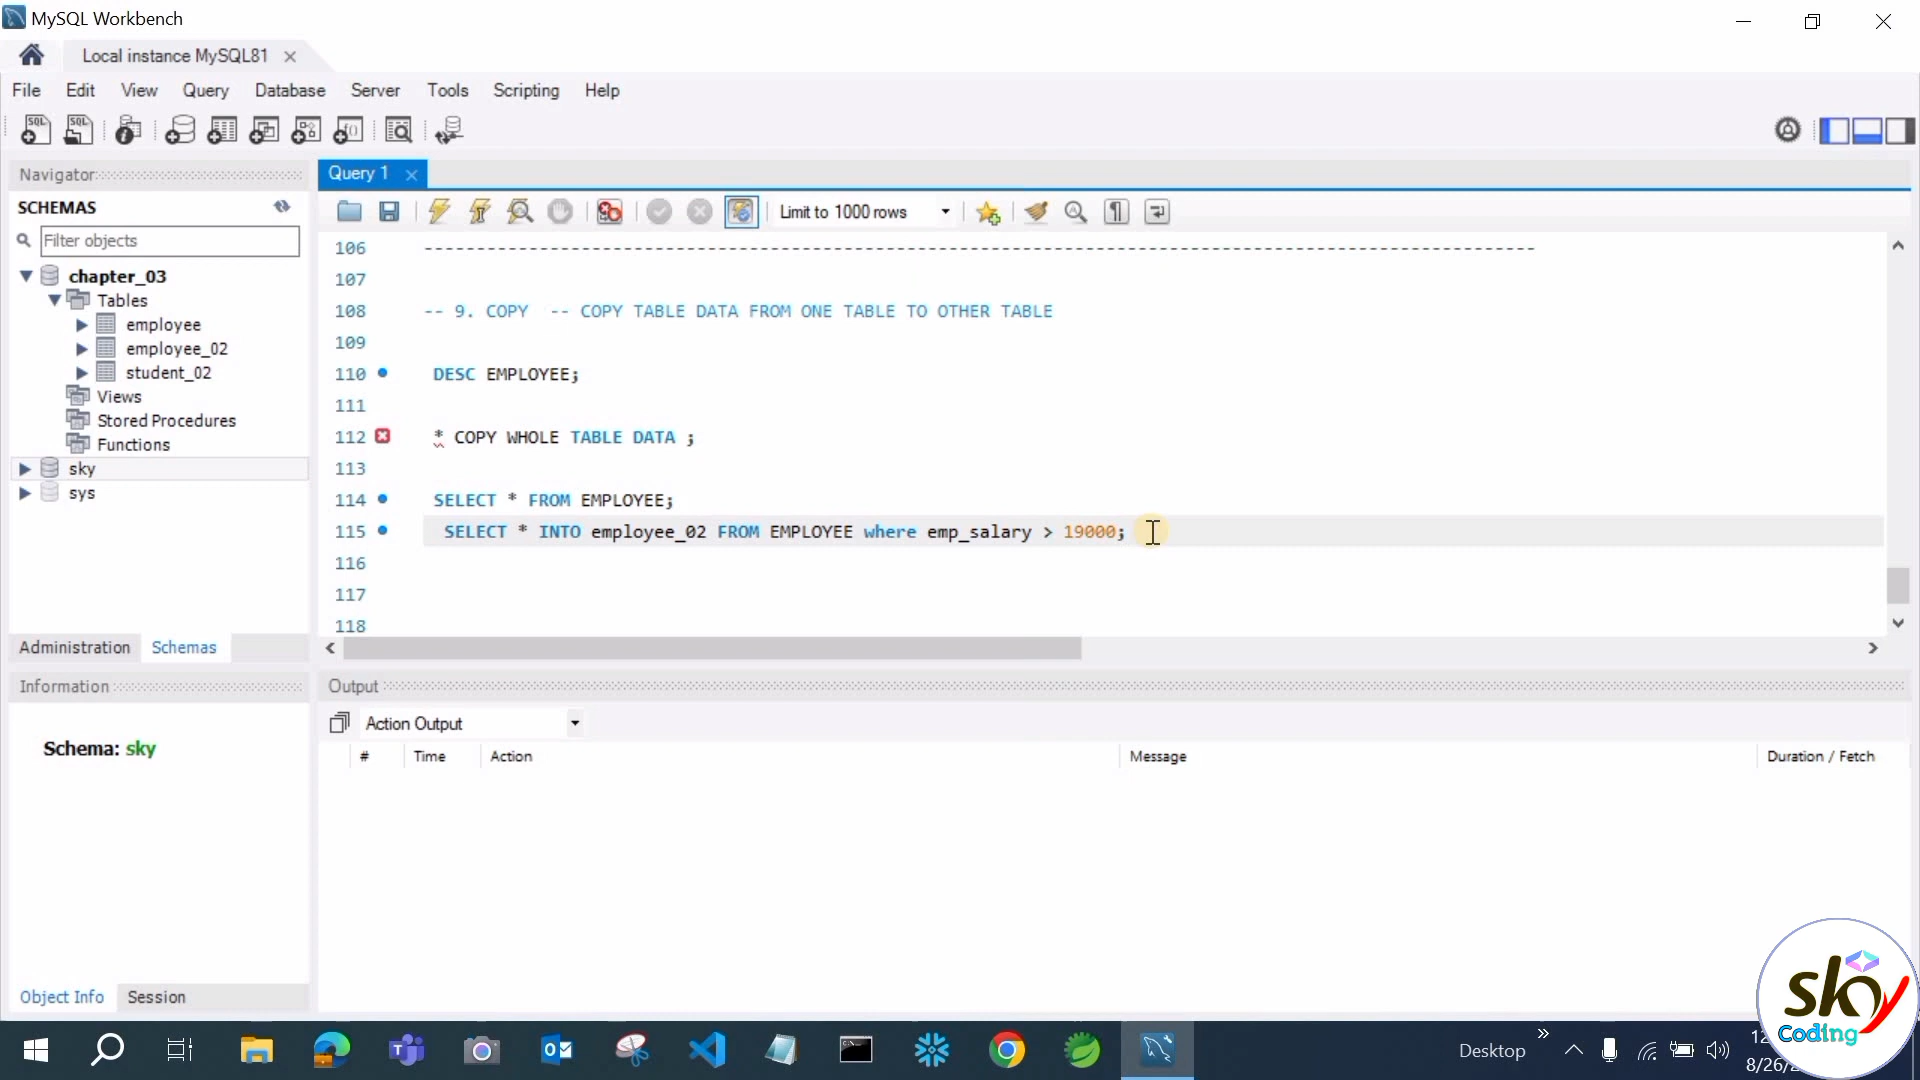 MySQL Workbench
Local instance MySQL81
File Edit View Query Database Server Tools Scripting Help
Navigator
Query 1
SCHEMAS
Limit to 1000 rows
Filter objects
chapter_03
Tables
employee
employee_02
student_02
Views
Stored Procedures
Functions
sky
sys
106 ----------------------------------------------------------------------------------------------------------
107
108 -- 9. COPY -- COPY TABLE DATA FROM ONE TABLE TO OTHER TABLE
109
110 DESC EMPLOYEE;
111
112 * COPY WHOLE TABLE DATA ;
113
114 SELECT * FROM EMPLOYEE;
115 SELECT * INTO employee_02 FROM EMPLOYEE where emp_salary > 19000;
116
117
118
Administration Schemas
Information
Schema: sky
Object Info Session
Output
Action Output
# Time Action Message Duration / Fetch
Desktop
8/26/
sky
Coding